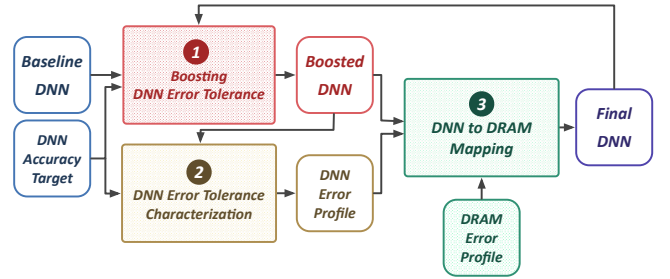 Baseline
DNN
DNN
Accuracy
Target
1
Boosting
DNN Error Tolerance
Boosted
DNN
2
DNN Error Tolerance
Characterization
DNN
Error
Profile
3
DNN to DRAM
Mapping
DRAM
Error
Profile
Final
DNN